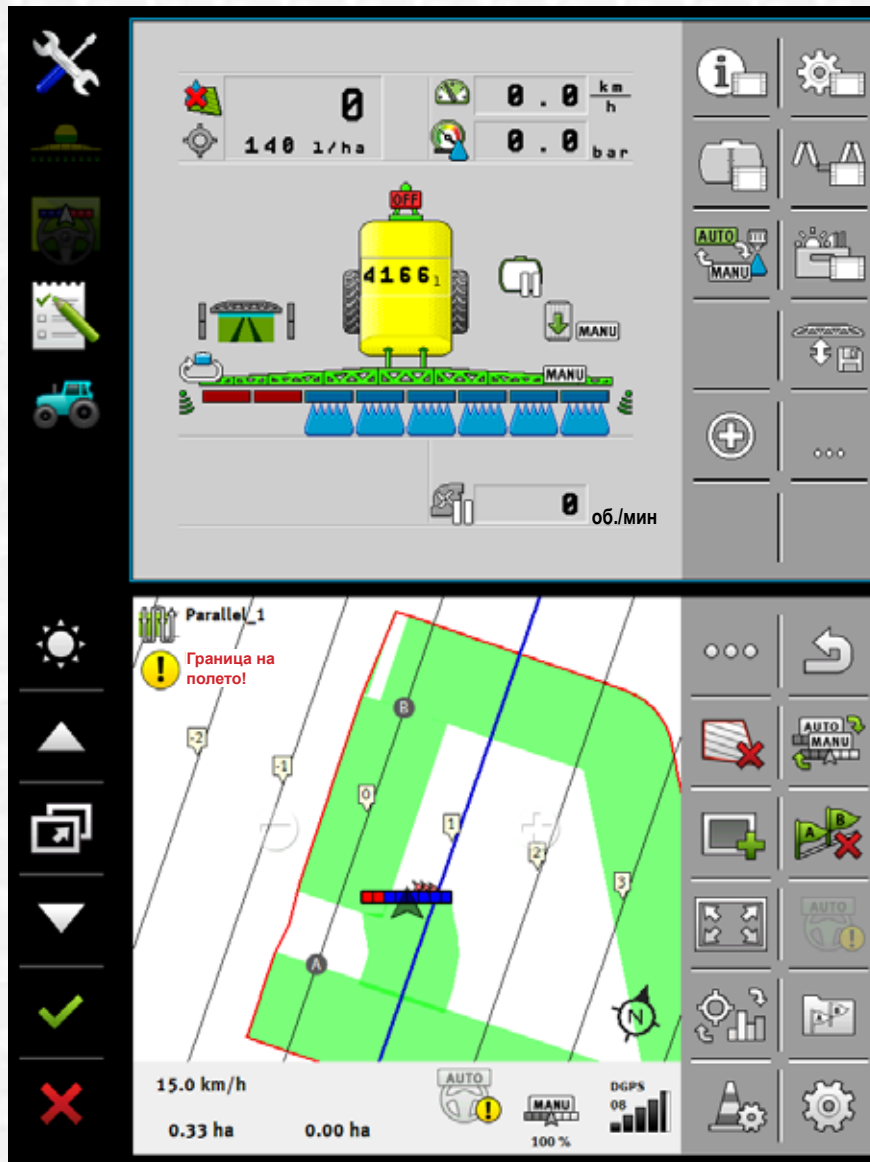 0
140 l/ha
0.0 km/h
0.0 bar
OFF
4166 l
MANU
MANU
AUTO
MANU
0 об./мин
Parallel_1
Граница на
полето!
-2
-1
0
1
2
3
B
A
N
15.0 km/h
0.33 ha
0.00 ha
AUTO
MANU
100 %
DGPS
08
AUTO
MANU
A
B
AUTO
A
B